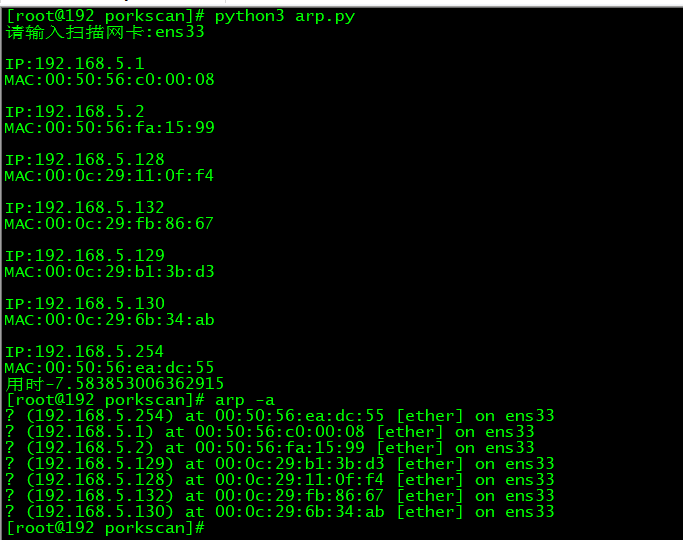 [root@192 porkscan]# python3 arp.py
请输入扫描网卡:ens33
IP:192.168.5.1
MAC:00:50:56:c0:00:08
IP:192.168.5.2
MAC:00:50:56:fa:15:99
IP:192.168.5.128
MAC:00:0c:29:11:0f:f4
IP:192.168.5.132
MAC:00:0c:29:fb:86:67
IP:192.168.5.129
MAC:00:0c:29:b1:3b:d3
IP:192.168.5.130
MAC:00:0c:29:6b:34:ab
IP:192.168.5.254
MAC:00:50:56:ea:dc:55
用时-7.583853006362915
[root@192 porkscan]# arp -a
? (192.168.5.254) at 00:50:56:ea:dc:55 [ether] on ens33
? (192.168.5.1) at 00:50:56:c0:00:08 [ether] on ens33
? (192.168.5.2) at 00:50:56:fa:15:99 [ether] on ens33
? (192.168.5.129) at 00:0c:29:b1:3b:d3 [ether] on ens33
? (192.168.5.128) at 00:0c:29:11:0f:f4 [ether] on ens33
? (192.168.5.132) at 00:0c:29:fb:86:67 [ether] on ens33
? (192.168.5.130) at 00:0c:29:6b:34:ab [ether] on ens33
[root@192 porkscan]#